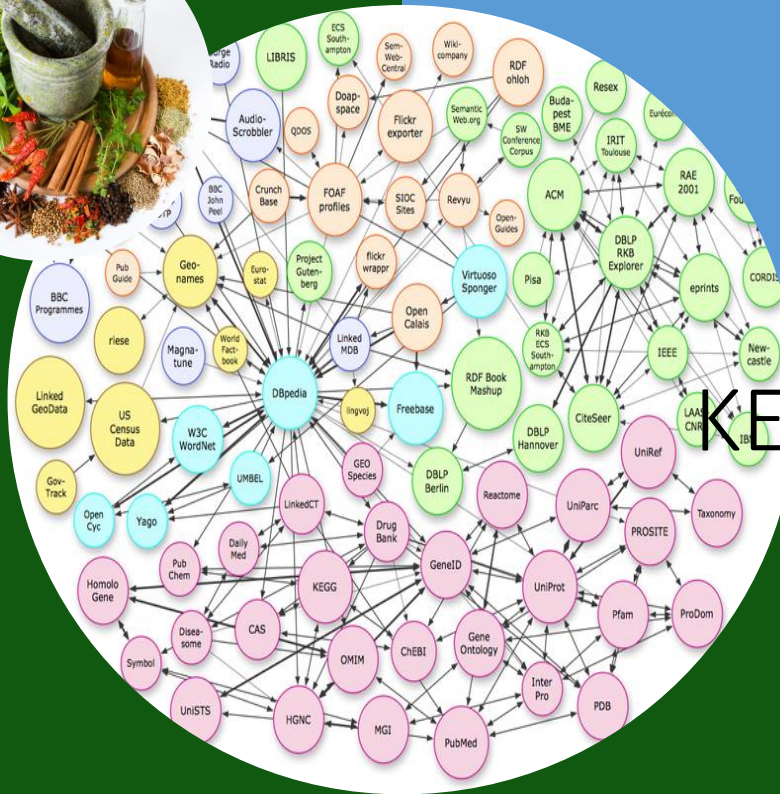 ECS
South-
ampton
LIBRIS
Radio
Sem-
Web-
Central
Wiki-
company
RDF
ohloh
Doap-
space
Resex
Audio-
Scrobbler
QDOS
Flickr
exporter
Semantic
Web.org
Buda-
pest
BME
SW
Conference
Corpus
IRIT
Toulouse
BBC
John
Peel
Crunch
Base
FOAF
profiles
SIOC
Sites
Revyu
ACM
RAE
2001
Open-
Guides
Pub
Guide
Geo-
names
Euro-
stat
Project
Guten-
berg
flickr
wrappr
Virtuoso
Sponger
Pisa
DBLP
RKB
Explorer
eprints
CORDIS
BBC
Programmes
riese
Magna-
tune
World
Fact-
book
Linked
MDB
Open
Calais
RKB
ECS
South-
ampton
IEEE
New-
castle
Linked
GeoData
US
Census
Data
W3C
WordNet
DBpedia
lingvoj
Freebase
RDF Book
Mashup
CiteSeer
LAAS
CNRS
KE
Gov-
Track
Open
Cyc
Yago
UMBEL
LinkedCT
GEO
Species
DBLP
Berlin
DBLP
Hannover
UniRef
Reactome
UniParc
Taxonomy
PROSITE
Daily
Med
Drug
Bank
Pub
Chem
Homolo
Gene
KEGG
GeneID
UniProt
Pfam
ProDom
Disea-
some
CAS
Symbol
OMIM
ChEBI
Gene
Ontology
Inter
Pro
UniSTS
HGNC
MGI
PubMed
PDB